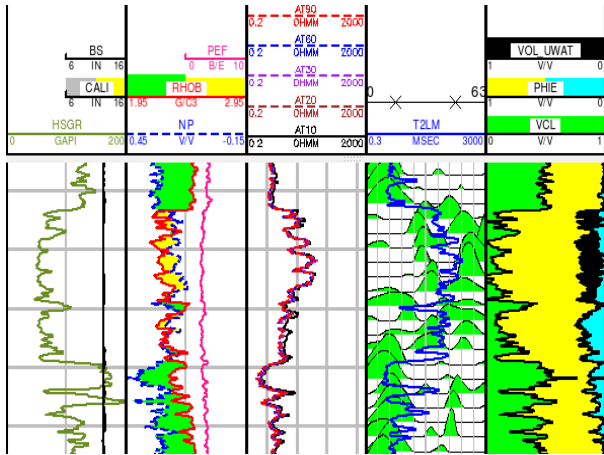 BS
6 IN 16
CALI
6 IN 16
HSGR
0 GAPI 200
PEF
0 B/E 10
RHOB
1.95 G/C3 2.95
NP
0.45 V/V -0.15
AT90
0.2 OHMM 2000
AT60
0.2 OHMM 2000
AT30
0.2 OHMM 2000
AT20
0.2 OHMM 2000
AT10
0.2 OHMM 2000
0 63
T2LM
0.3 MSEC 3000
VOL_UWAT
1 V/V 0
PHIE
1 V/V 0
VCL
0 V/V 1